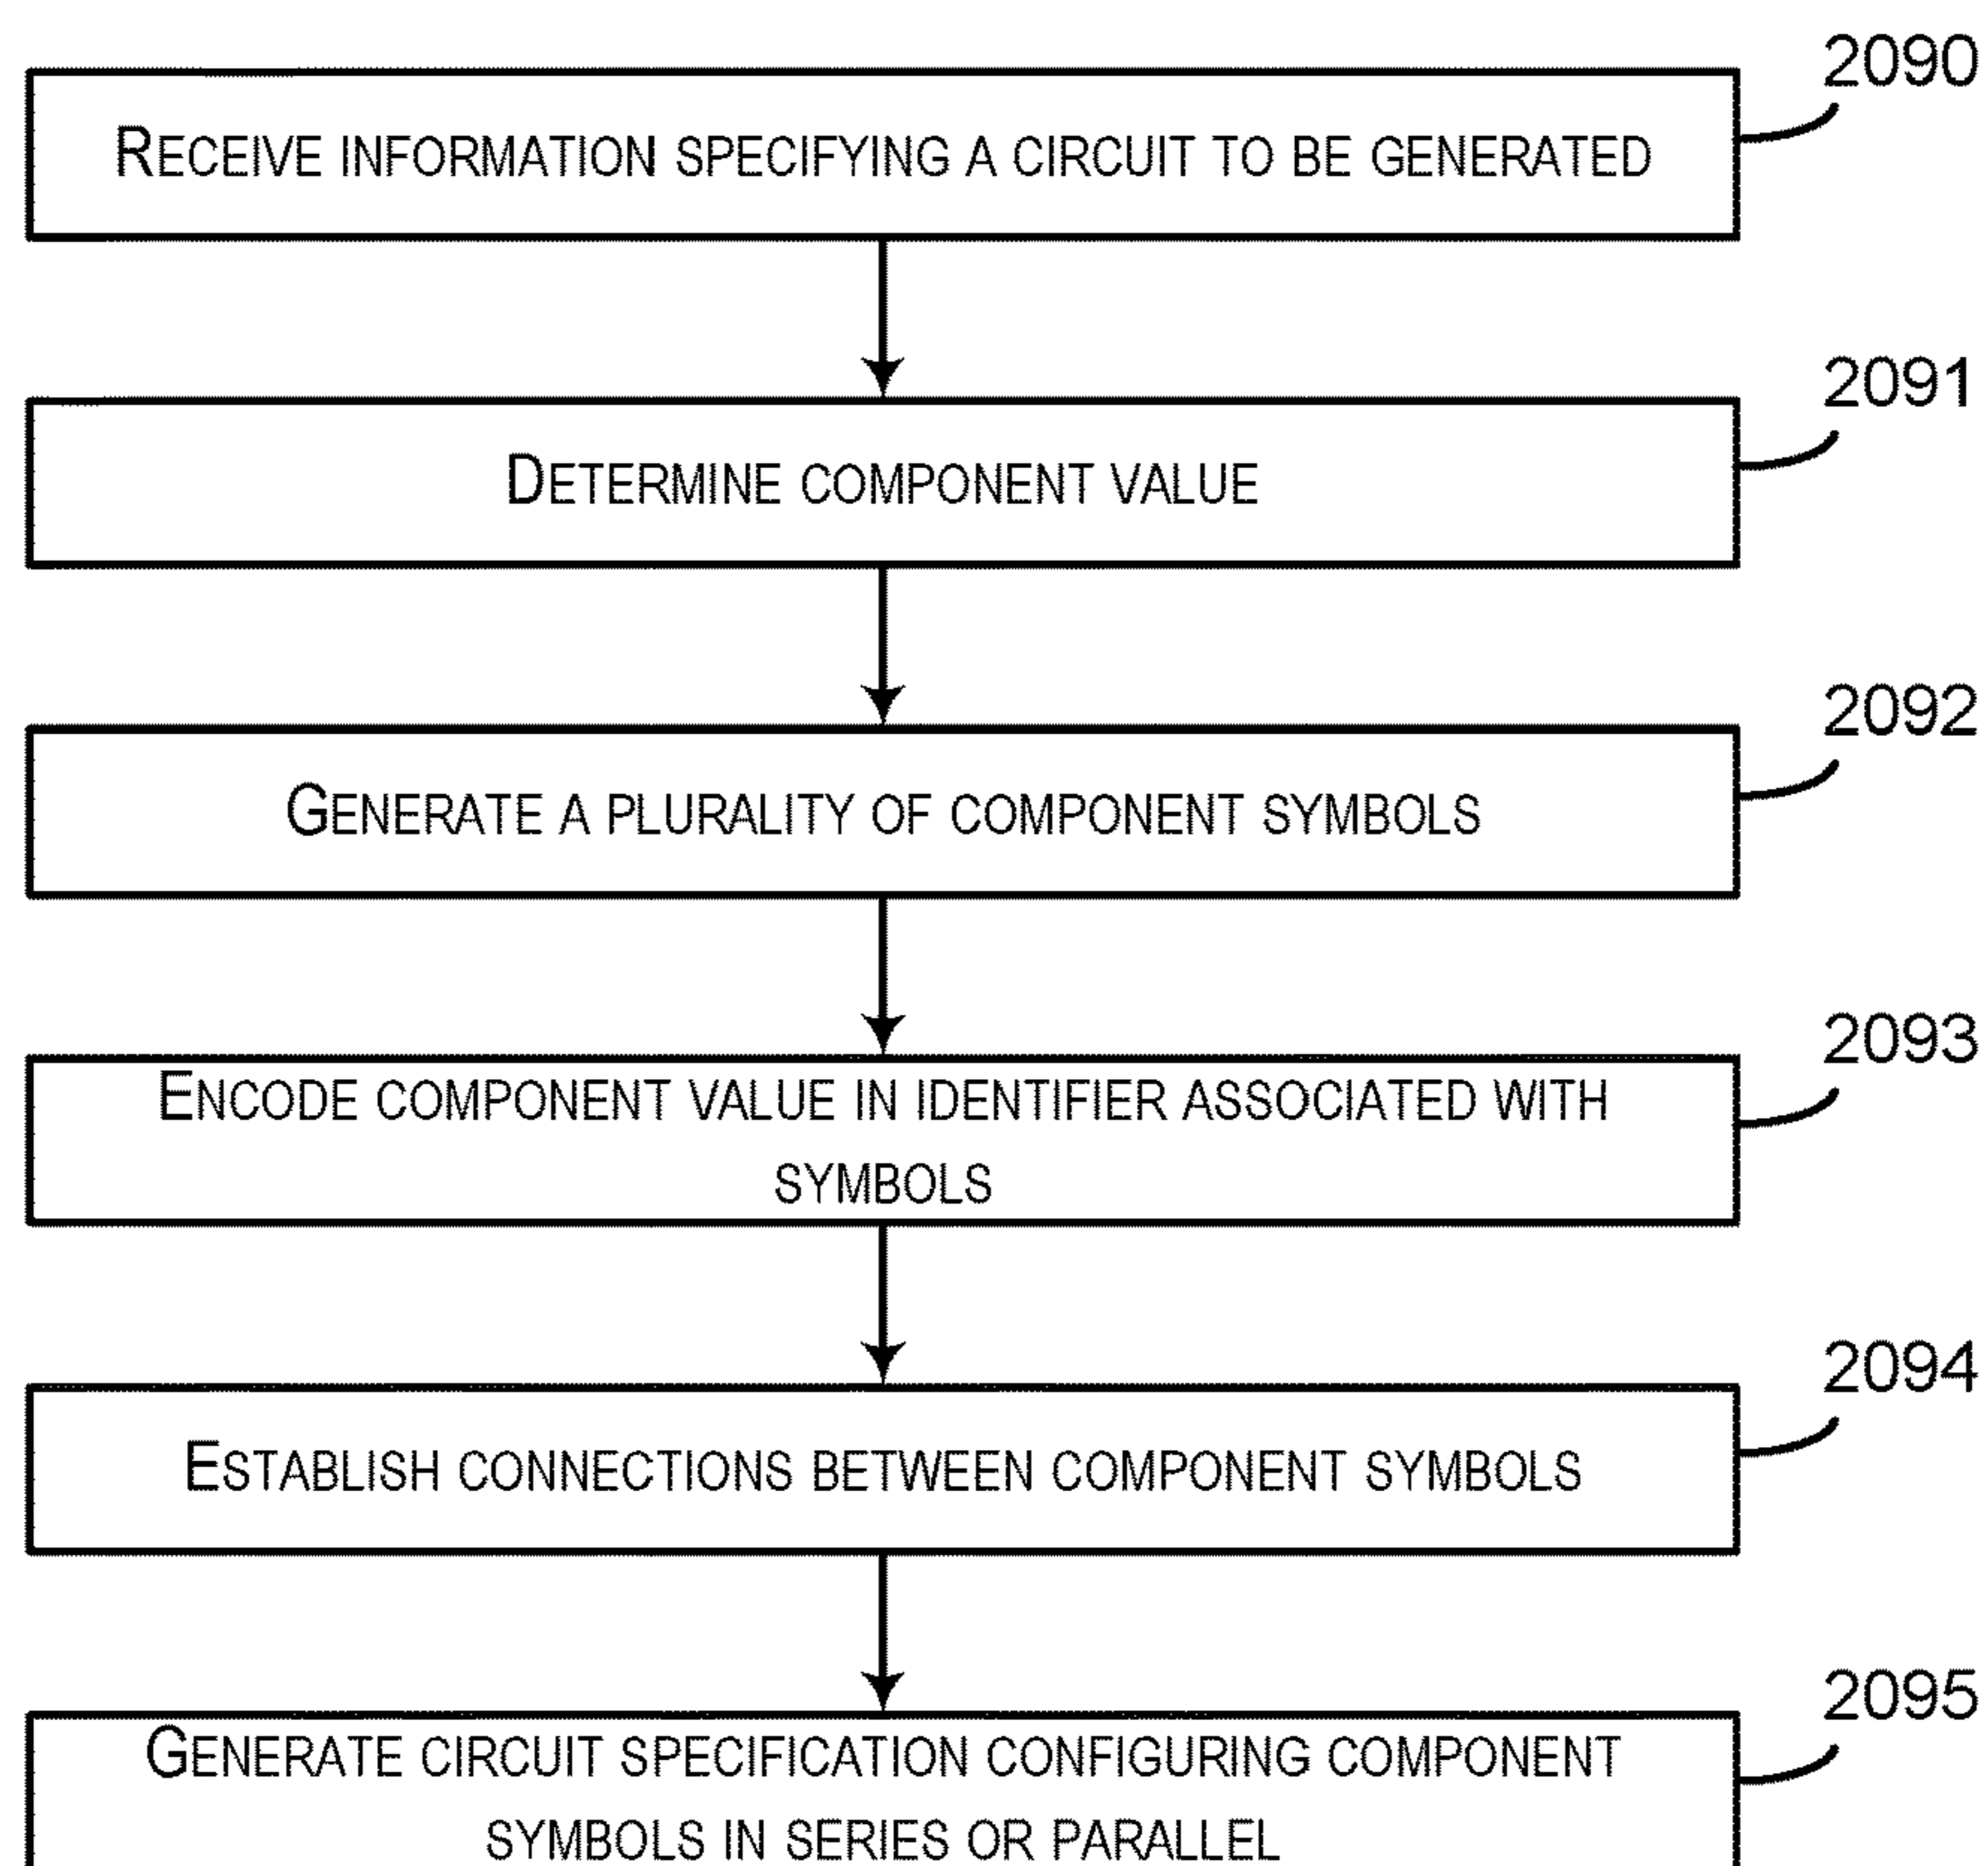 2090
RECEIVE INFORMATION SPECIFYING A CIRCUIT TO BE GENERATED
2091
DETERMINE COMPONENT VALUE
2092
GENERATE A PLURALITY OF COMPONENT SYMBOLS
2093
ENCODE COMPONENT VALUE IN IDENTIFIER ASSOCIATED WITH
SYMBOLS
2094
ESTABLISH CONNECTIONS BETWEEN COMPONENT SYMBOLS
2095
GENERATE CIRCUIT SPECIFICATION CONFIGURING COMPONENT
SYMBOLS IN SERIES OR PARALLEL